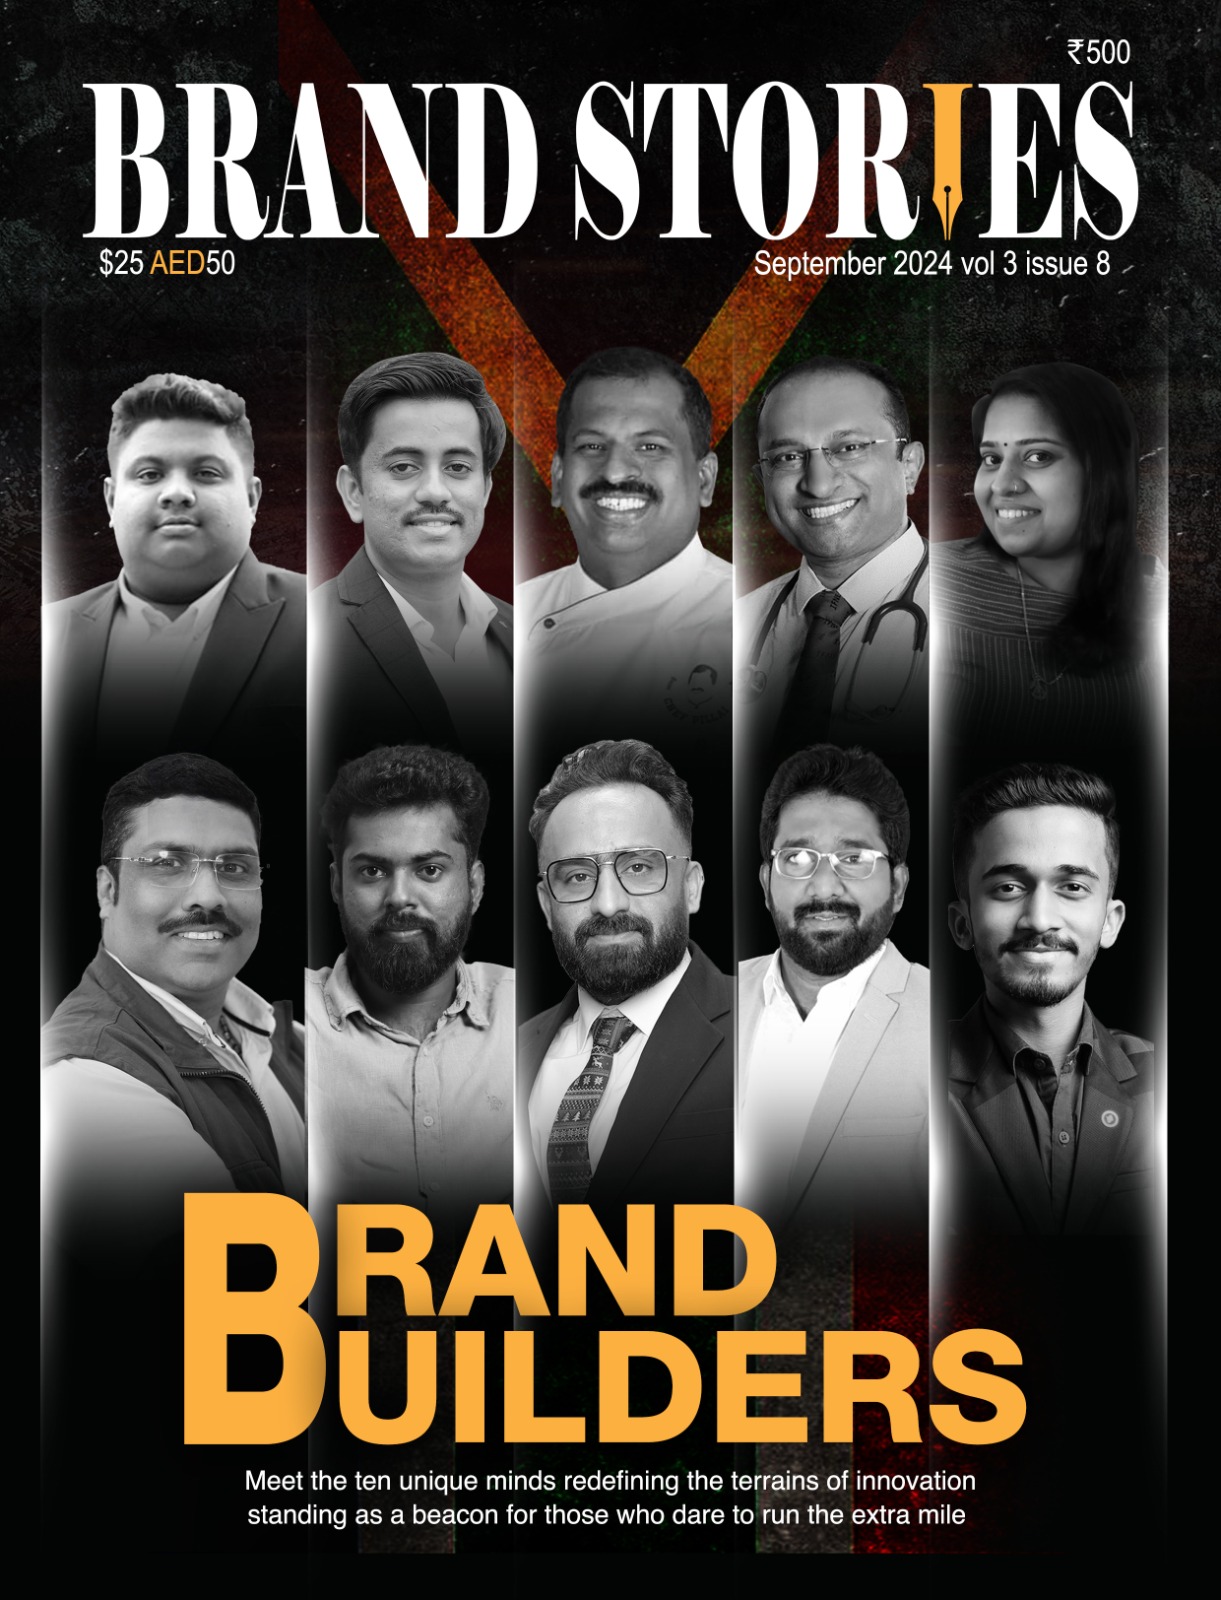 ₹500
BRAND STORIES
$25 AED50
September 2024 vol 3 issue 8
BRAND
BUILDERS
Meet the ten unique minds redefining the terrains of innovation
standing as a beacon for those who dare to run the extra mile